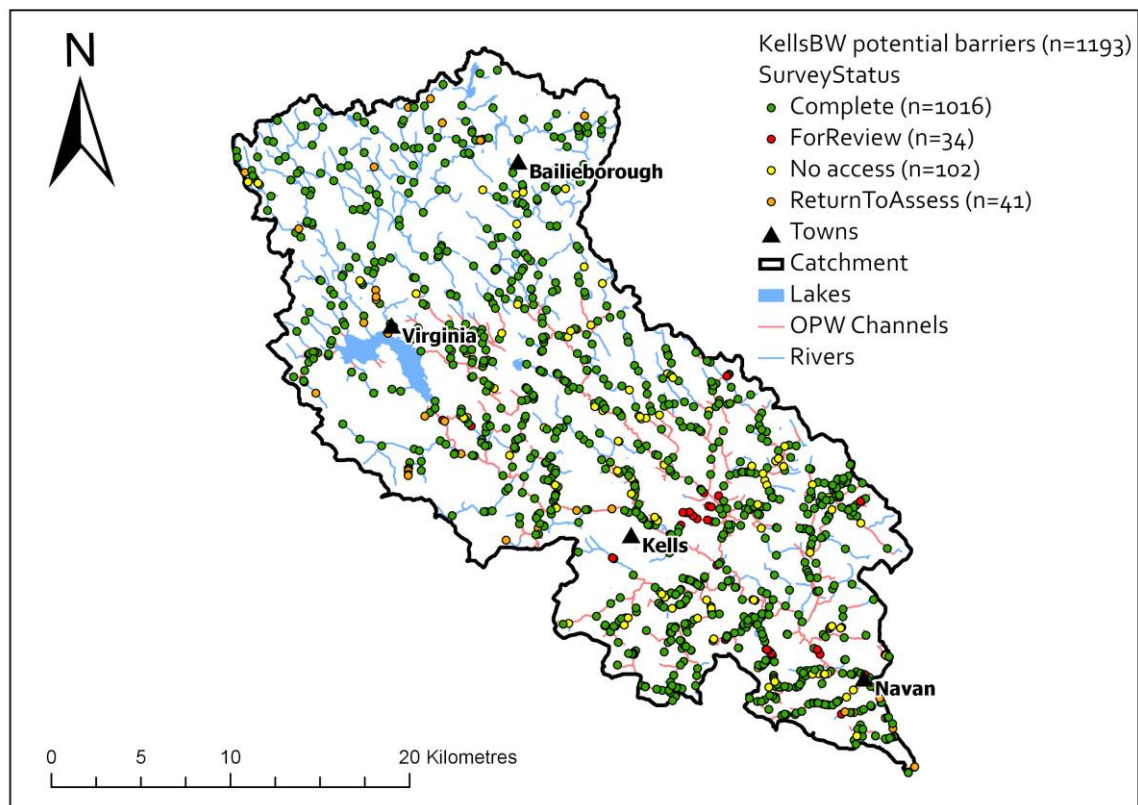 N
KellsBW potential barriers (n=1193)
SurveyStatus
Complete (n=1016)
ForReview (n=34)
No access (n=102)
ReturnToAssess (n=41)
Towns
Catchment
Lakes
OPW Channels
Rivers
Bailieborough
Virginia
Kells
Navan
0 5 10 20 Kilometres